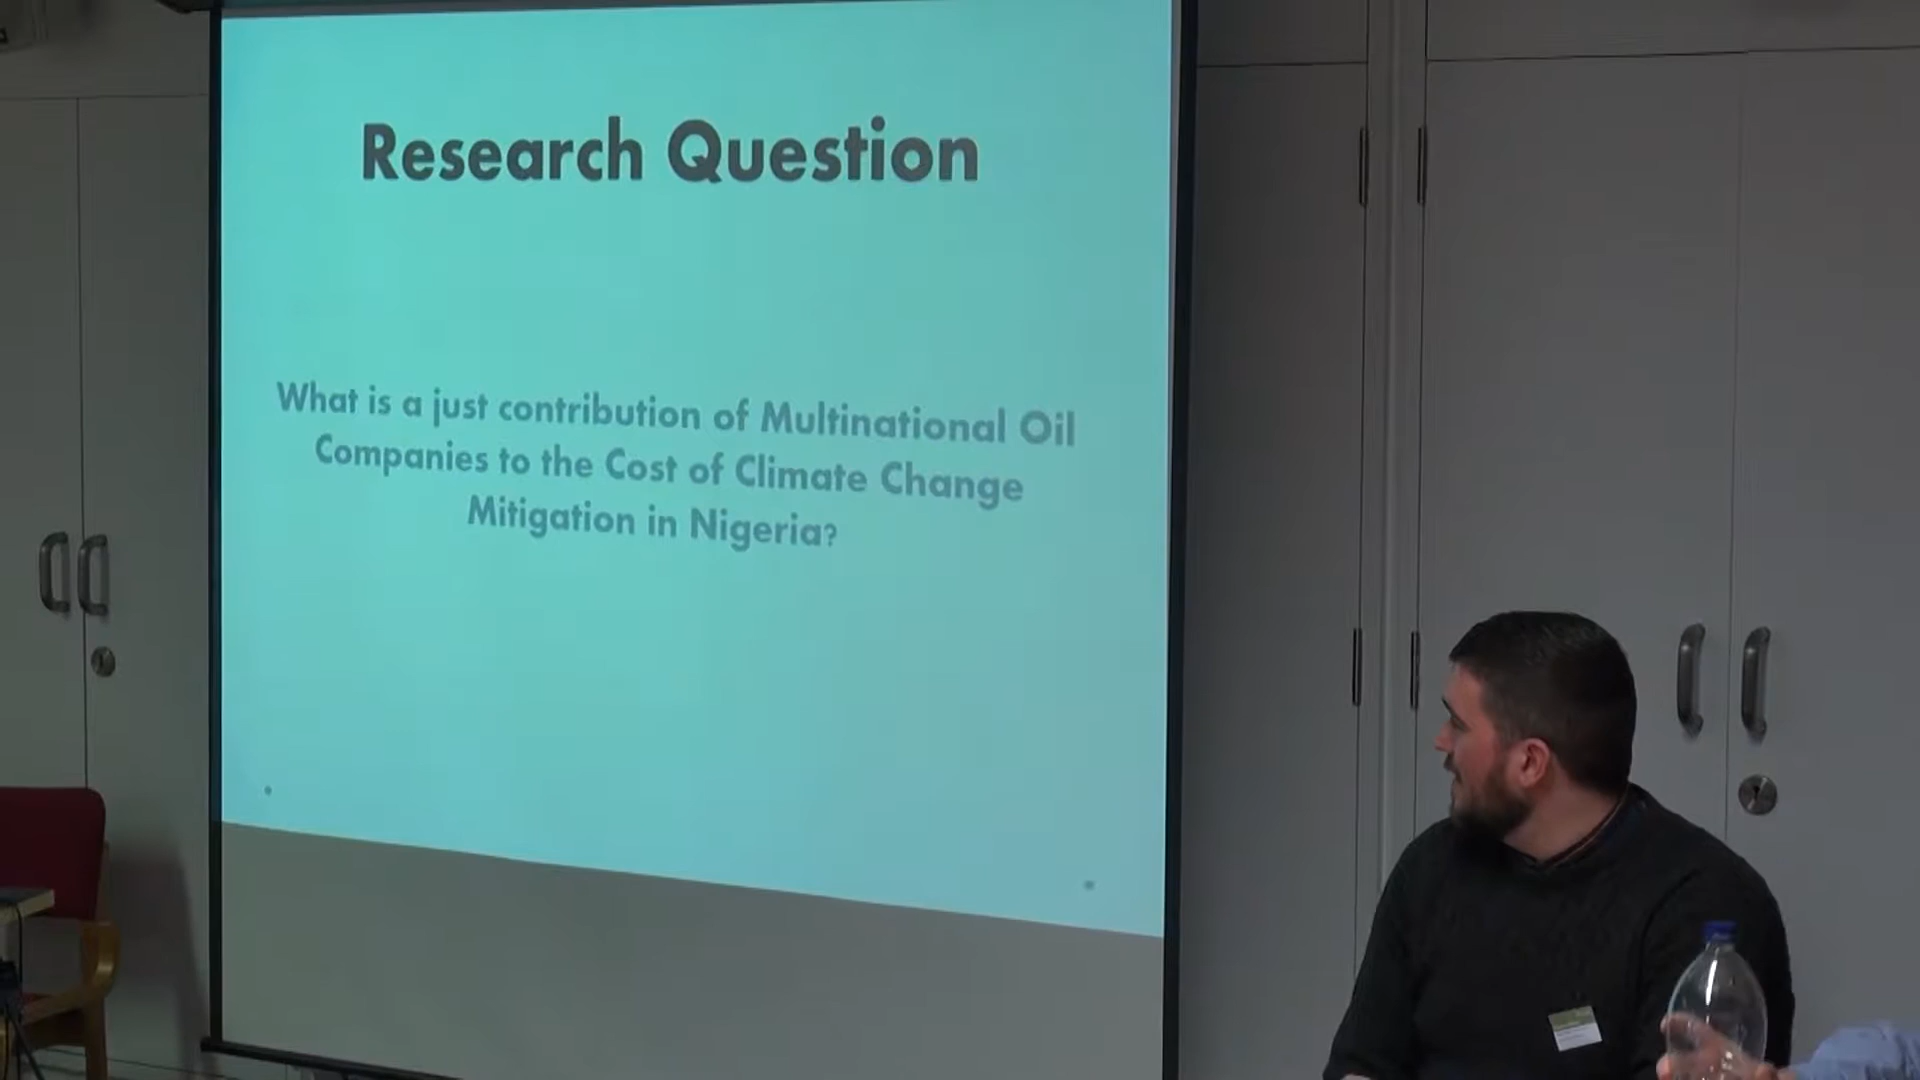 Research Question
What is a just contribution of Multinational Oil
Companies to the Cost of Climate Change
Mitigation in Nigeria?